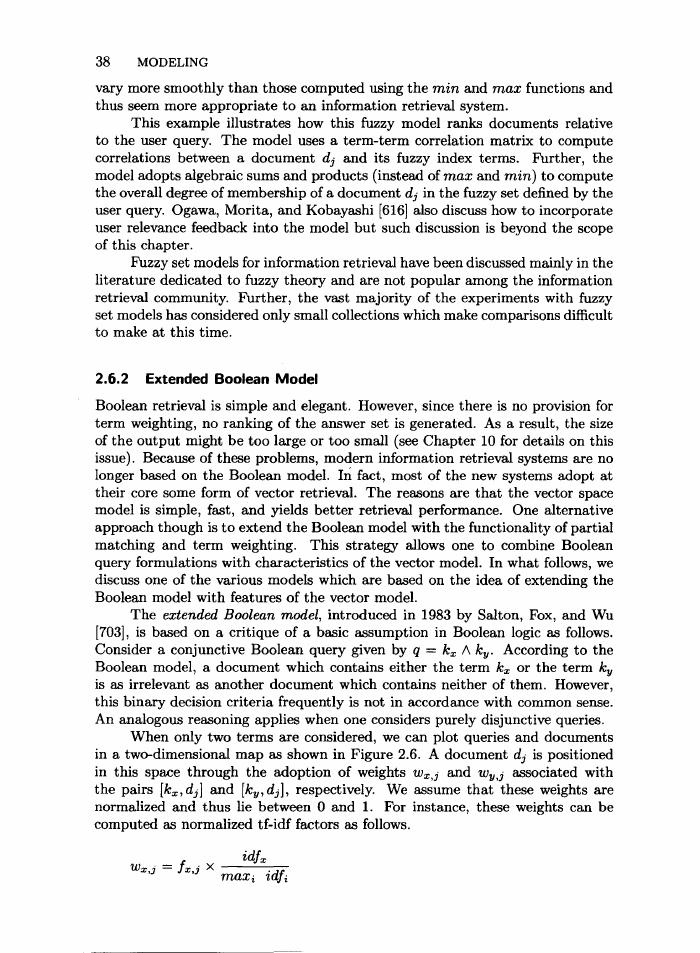 38 MODELING
vary more smoothly than those computed using the min and max functions and
thus seem more appropriate to an information retrieval system.
This example illustrates how this fuzzy model ranks documents relative
to the user query. The model uses a term-term correlation matrix to compute
correlations between a document dj and its fuzzy index terms. Further, the
model adopts algebraic sums and products (instead of max and min) to compute
the overall degree of membership of a document dj in the fuzzy set defined by the
user query. Ogawa, Morita, and Kobayashi [616] also discuss how to incorporate
user relevance feedback into the model but such discussion is beyond the scope
of this chapter.
Fuzzy set models for information retrieval have been discussed mainly in the
literature dedicated to fuzzy theory and are not popular among the information
retrieval community. Further, the vast majority of the experiments with fuzzy
set models has considered only small collections which make comparisons difficult
to make at this time.
2.6.2 Extended Boolean Model
Boolean retrieval is simple and elegant. However, since there is no provision for
term weighting, no ranking of the answer set is generated. As a result, the size
of the output might be too large or too small (see Chapter 10 for details on this
issue). Because of these problems, modern information retrieval systems are no
longer based on the Boolean model. In fact, most of the new systems adopt at
their core some form of vector retrieval. The reasons are that the vector space
model is simple, fast, and yields better retrieval performance. One alternative
approach though is to extend the Boolean model with the functionality of partial
matching and term weighting. This strategy allows one to combine Boolean
query formulations with characteristics of the vector model. In what follows, we
discuss one of the various models which are based on the idea of extending the
Boolean model with features of the vector model.
The extended Boolean model, introduced in 1983 by Salton, Fox, and Wu
[703], is based on a critique of a basic assumption in Boolean logic as follows.
Consider a conjunctive Boolean query given by q = kx ∧ ky. According to the
Boolean model, a document which contains either the term kx or the term ky
is as irrelevant as another document which contains neither of them. However,
this binary decision criteria frequently is not in accordance with common sense.
An analogous reasoning applies when one considers purely disjunctive queries.
When only two terms are considered, we can plot queries and documents
in a two-dimensional map as shown in Figure 2.6. A document dj is positioned
in this space through the adoption of weights wx,j and wy,j associated with
the pairs [kx, dj] and [ky, dj], respectively. We assume that these weights are
normalized and thus lie between 0 and 1. For instance, these weights can be
computed as normalized tf-idf factors as follows.
wx,j = fx,j × idfx / maxi idfi